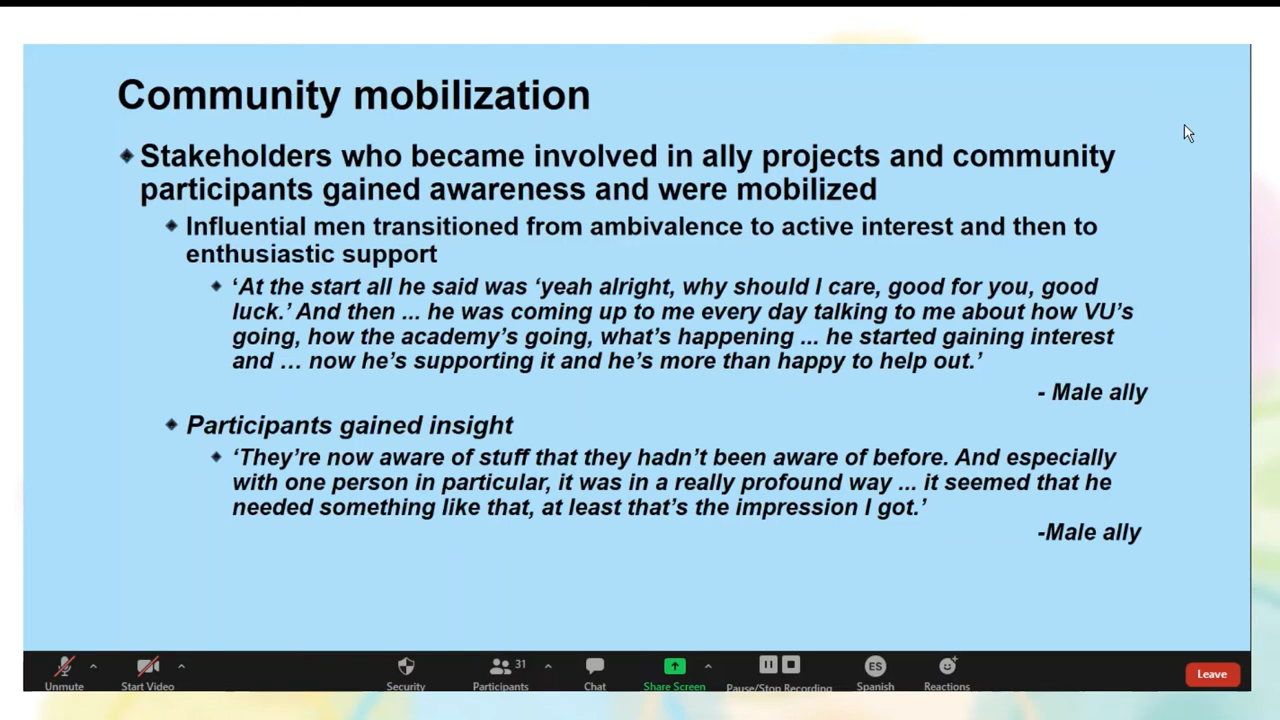 Community mobilization
Stakeholders who became involved in ally projects and community
participants gained awareness and were mobilized
Influential men transitioned from ambivalence to active interest and then to
enthusiastic support
‘At the start all he said was ‘yeah alright, why should I care, good for you, good
luck.’ And then ... he was coming up to me every day talking to me about how VU’s
going, how the academy’s going, what’s happening ... he started gaining interest
and … now he’s supporting it and he’s more than happy to help out.’
- Male ally
Participants gained insight
‘They’re now aware of stuff that they hadn’t been aware of before. And especially
with one person in particular, it was in a really profound way ... it seemed that he
needed something like that, at least that’s the impression I got.’
-Male ally
31
ES
Unmute
Start Video
Security
Participants
Chat
Share Screen
Pause/Stop Recording
Spanish
Reactions
Leave